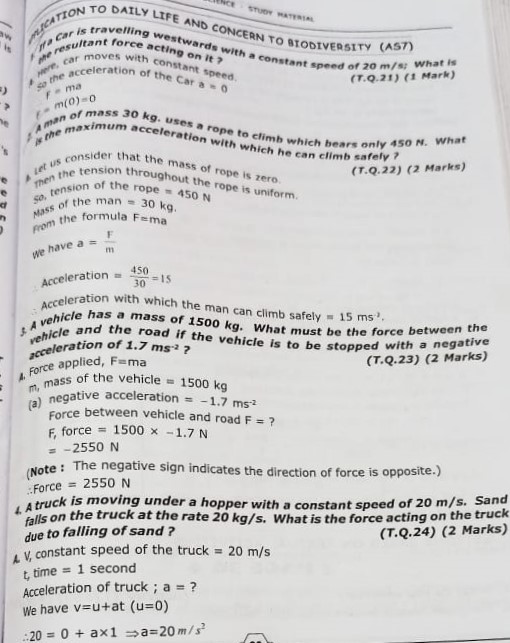 STUDY MATERIAL
APPLICATION TO DAILY LIFE AND CONCERN TO BIODIVERSITY (AS7)
If a Car is travelling westwards with a constant speed of 20 m/s; What is
the resultant force acting on it ?
(T.Q.21) (1 Mark)
Here, car moves with constant speed.
So the acceleration of the Car a = 0
F = ma
F = m(0)=0
A man of mass 30 kg. uses a rope to climb which bears only 450 N. What
is the maximum acceleration with which he can climb safely ?
(T.Q.22) (2 Marks)
Let us consider that the mass of rope is zero.
Then the tension throughout the rope is uniform.
So, tension of the rope = 450 N
Mass of the man = 30 kg.
From the formula F=ma
We have a = F/m
∴ Acceleration = 450/30 =15
∴ Acceleration with which the man can climb safely = 15 ms⁻².
3. A vehicle has a mass of 1500 kg. What must be the force between the
vehicle and the road if the vehicle is to be stopped with a negative
acceleration of 1.7 ms⁻² ?
(T.Q.23) (2 Marks)
A. Force applied, F=ma
m, mass of the vehicle = 1500 kg
(a) negative acceleration = -1.7 ms⁻²
Force between vehicle and road F = ?
F, force = 1500 × -1.7 N
= -2550 N
(Note : The negative sign indicates the direction of force is opposite.)
∴Force = 2550 N
4. A truck is moving under a hopper with a constant speed of 20 m/s. Sand
falls on the truck at the rate 20 kg/s. What is the force acting on the truck
due to falling of sand ?
(T.Q.24) (2 Marks)
A. V, constant speed of the truck = 20 m/s
t, time = 1 second
Acceleration of truck ; a = ?
We have v=u+at (u=0)
∴20 = 0 + a×1 ⇒a=20 m/s²